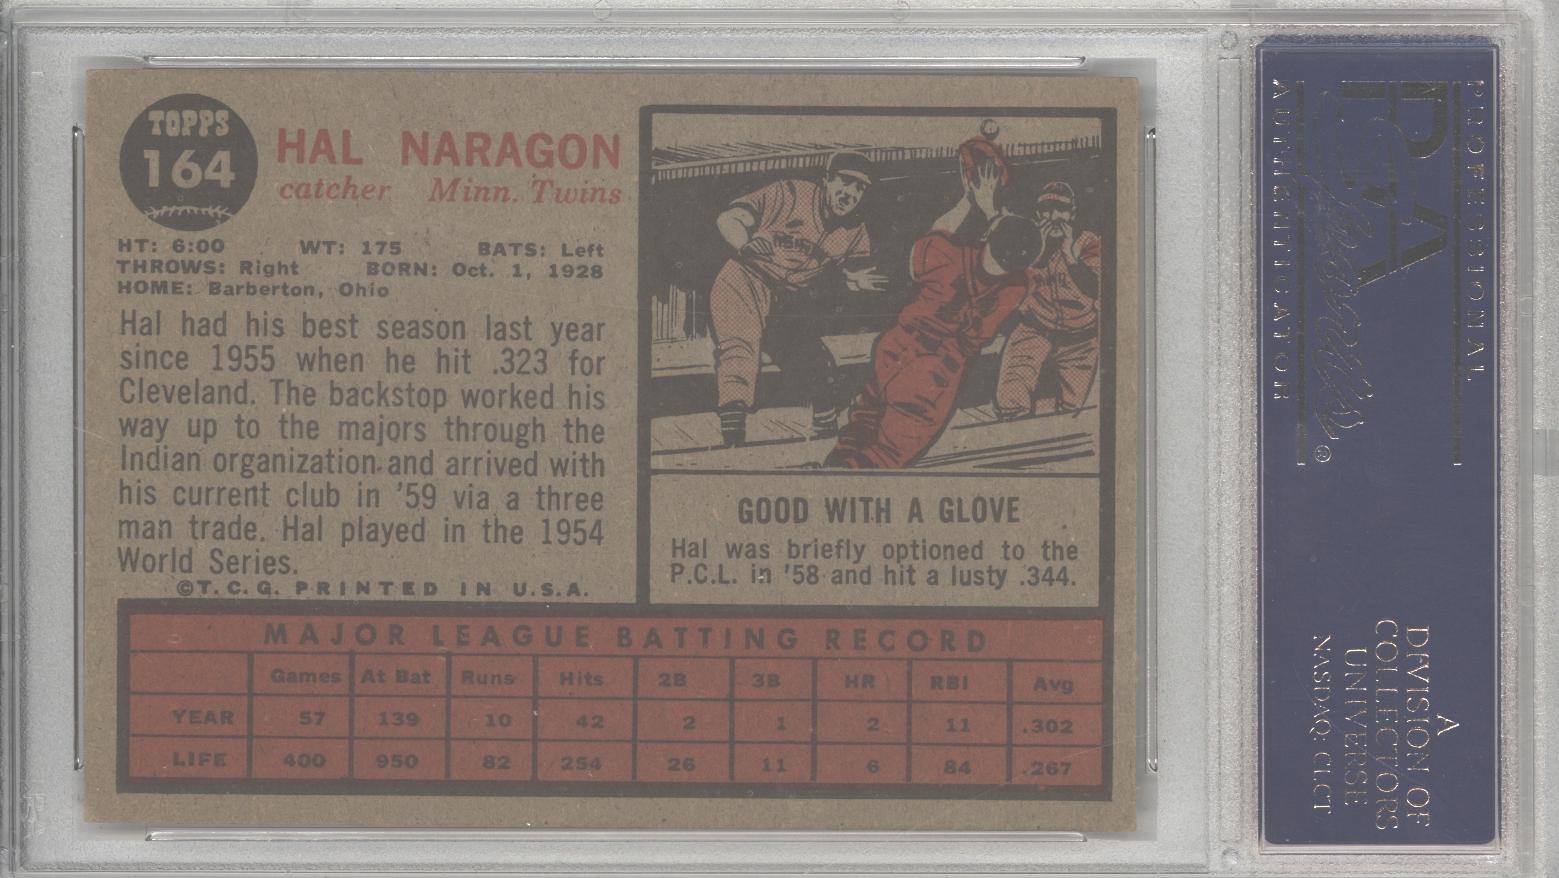 TOPPS
164
HAL NARAGON
catcher Minn. Twins
HT: 6:00 WT: 175 BATS: Left
THROWS: Right BORN: Oct. 1, 1928
HOME: Barberton, Ohio
Hal had his best season last year
since 1955 when he hit .323 for
Cleveland. The backstop worked his
way up to the majors through the
Indian organization and arrived with
his current club in '59 via a three
man trade. Hal played in the 1954
World Series.
©T.C.G. PRINTED IN U.S.A.
GOOD WITH A GLOVE
Hal was briefly optioned to the
P.C.L. in '58 and hit a lusty .344.
MAJOR LEAGUE BATTING RECORD
Games At Bat Runs Hits 2B 3B HR RBI Avg
YEAR 57 139 10 42 2 1 2 11 .302
LIFE 400 950 82 254 26 11 6 84 .267
PROFESSIONAL
PSA
AUTHENTICATOR
®
A
DIVISION OF
COLLECTORS
UNIVERSE
NASDAQ: CLCT